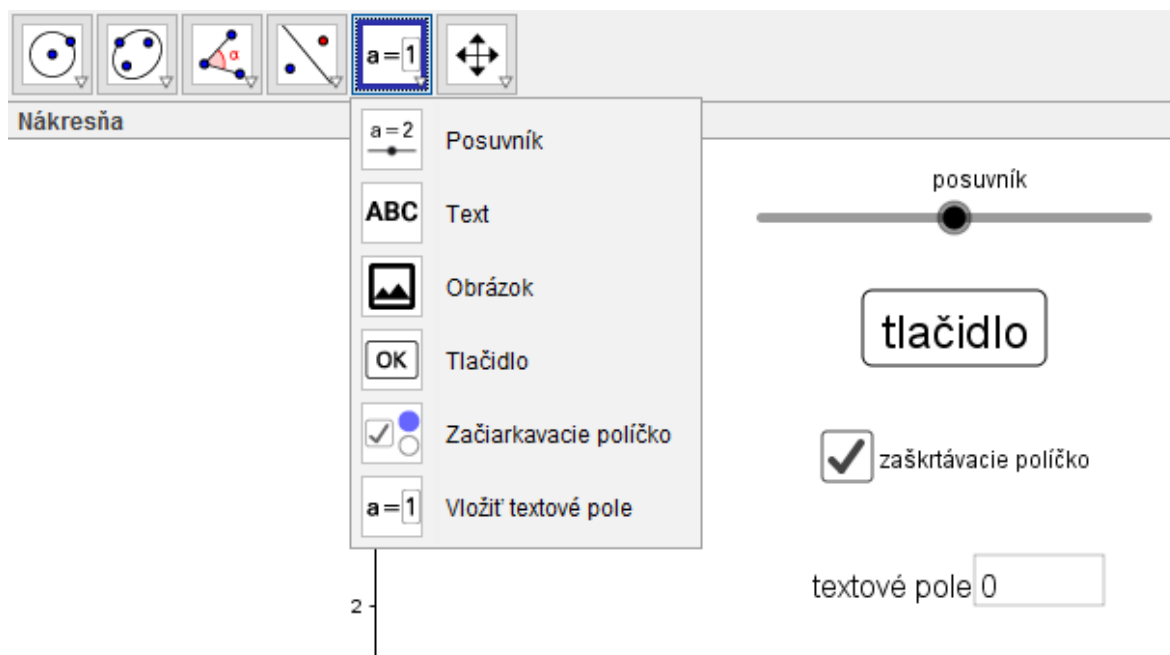 α
a = 1
Nákresňa
a = 2
Posuvník
ABC
Text
Obrázok
OK
Tlačidlo
Začiarkavacie políčko
a = 1
Vložiť textové pole
2
posuvník
tlačidlo
zaškrtávacie políčko
textové pole 0